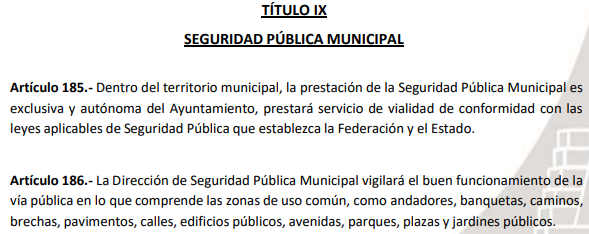 TÍTULO IX
SEGURIDAD PÚBLICA MUNICIPAL
Artículo 185.- Dentro del territorio municipal, la prestación de la Seguridad Pública Municipal es
exclusiva y autónoma del Ayuntamiento, prestará servicio de vialidad de conformidad con las
leyes aplicables de Seguridad Pública que establezca la Federación y el Estado.
Artículo 186.- La Dirección de Seguridad Pública Municipal vigilará el buen funcionamiento de la
vía pública en lo que comprende las zonas de uso común, como andadores, banquetas, caminos,
brechas, pavimentos, calles, edificios públicos, avenidas, parques, plazas y jardines públicos.